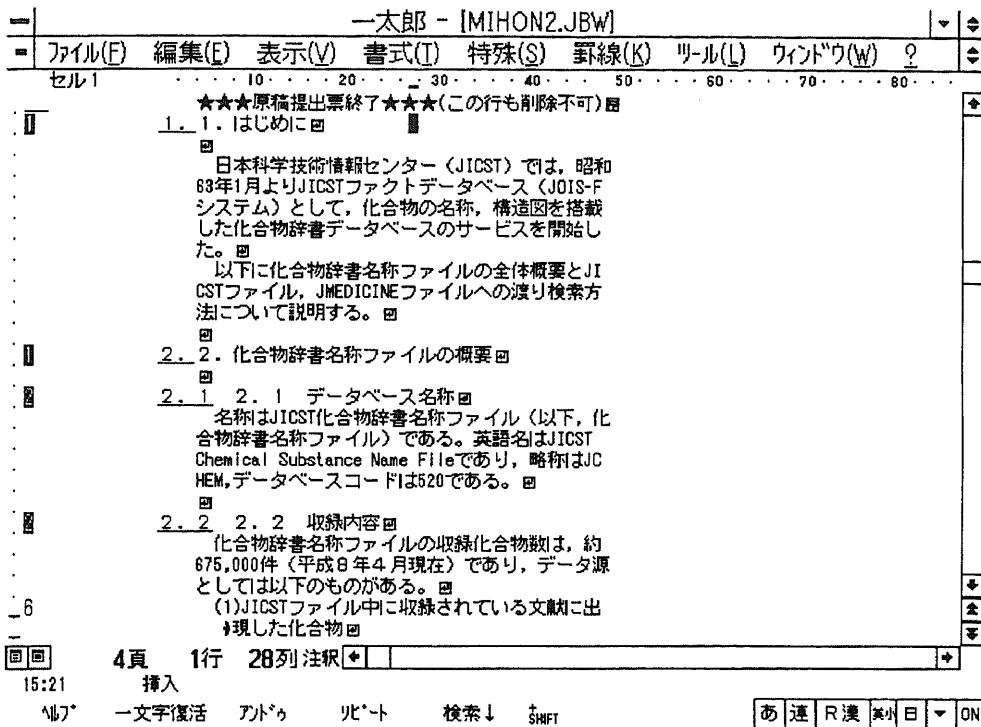 一太郎 - [MIHON2.JBW]
ファイル(F) 編集(E) 表示(V) 書式(T) 特殊(S) 罫線(K) ツール(L) ウィンドウ(W) ?
セル1 10 20 30 40 50 60 70 80
★★★原稿提出票終了★★★(この行も削除不可)
1 1. 1. はじめに
日本科学技術情報センター（JICST）では，昭和
63年1月よりJICSTファクトデータベース（JOIS-F
システム）として，化合物の名称，構造図を搭載
した化合物辞書データベースのサービスを開始し
た。
以下に化合物辞書名称ファイルの全体概要とJI
CSTファイル，JMEDICINEファイルへの渡り検索方
法について説明する。
1 2. 2. 化合物辞書名称ファイルの概要
2 2. 1 2. 1 データベース名称
名称はJICST化合物辞書名称ファイル（以下，化
合物辞書名称ファイル）である。英語名はJICST
Chemical Substance Name Fileであり，略称はJC
HEM,データベースコードは520である。
2 2. 2 2. 2 収録内容
化合物辞書名称ファイルの収録化合物数は，約
675,000件（平成8年4月現在）であり，データ源
としては以下のものがある。
6 (1)JICSTファイル中に収録されている文献に出
現した化合物
4頁 1行 28列 注釈
15:21 挿入
ヘルプ 一文字復活 アンドゥ リピート 検索↓ SHIFT あ 連 R漢 英小 日 ON